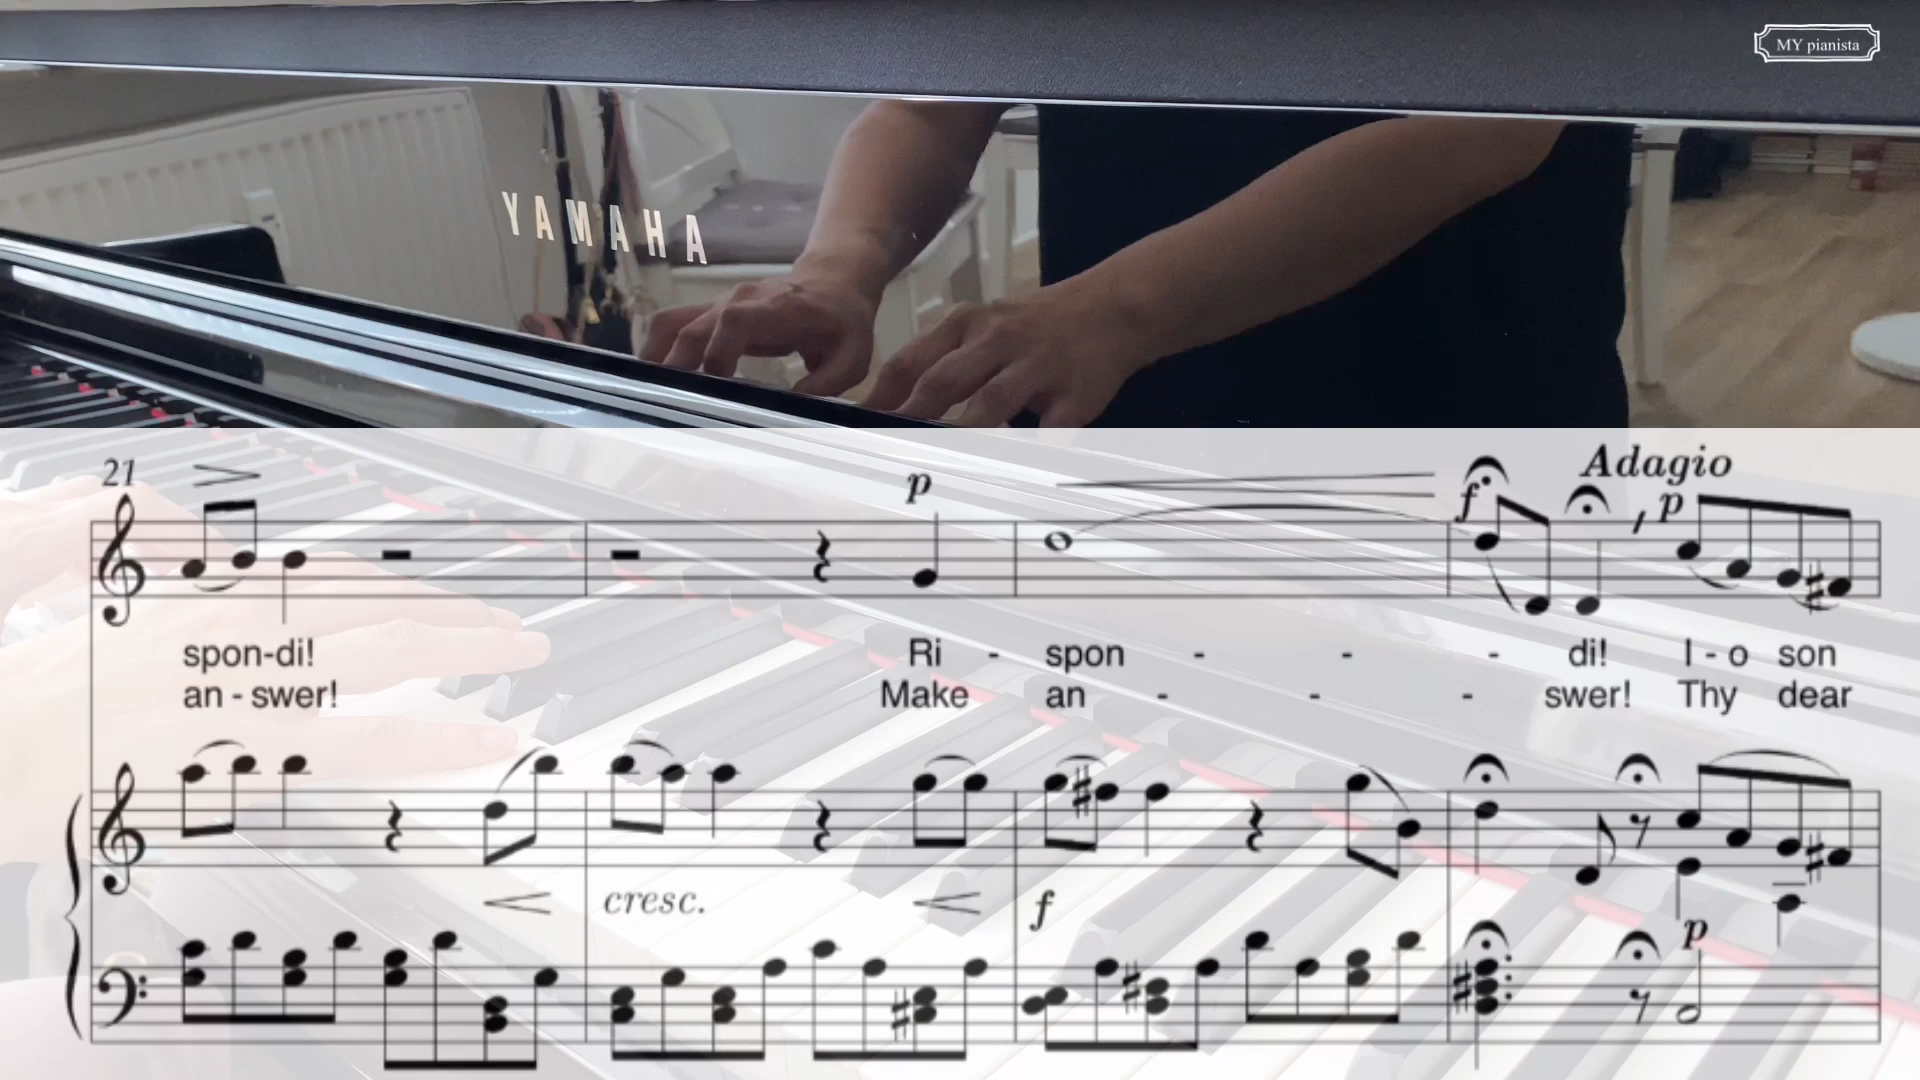 MY pianista
YAMAHA
21
p
f
Adagio
p
spon-di! Ri - spon - - - di! I - o son
an - swer! Make an - - - swer! Thy dear
cresc.
f
p